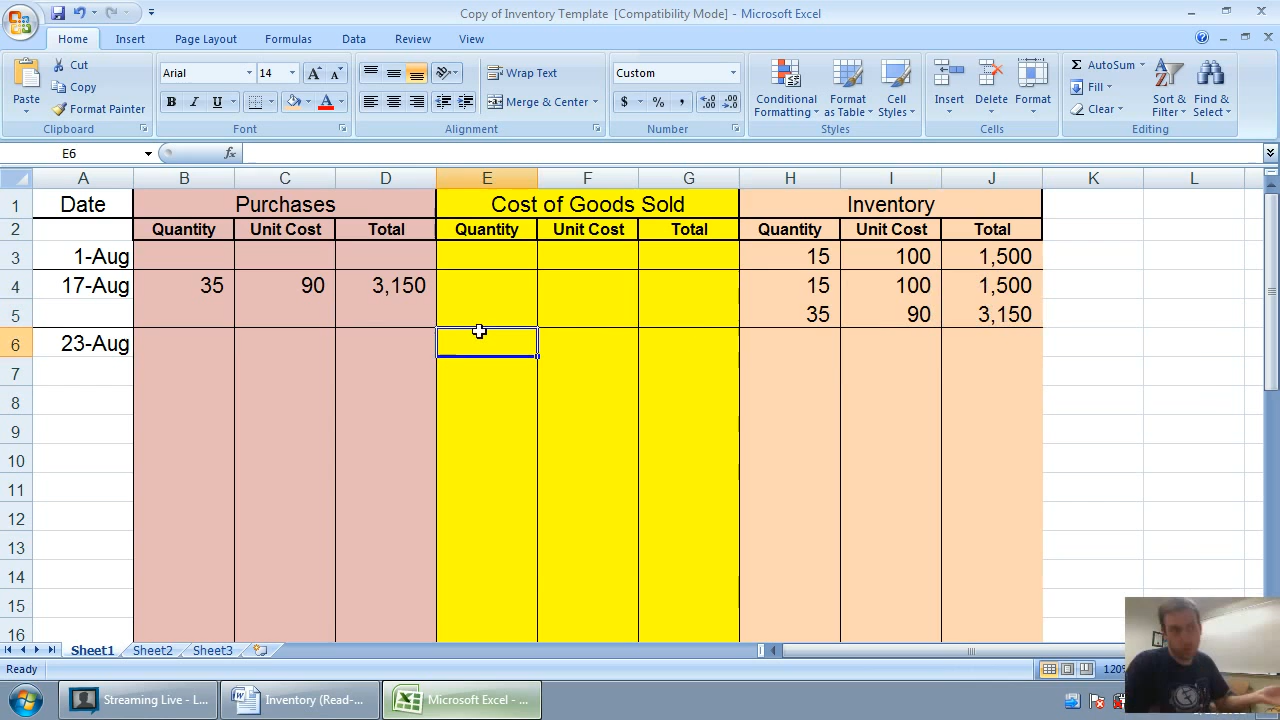 Copy of Inventory Template [Compatibility Mode] - Microsoft Excel
Home Insert Page Layout Formulas Data Review View
Paste Cut Copy Format Painter
Arial 14
B I U A
Wrap Text
Merge & Center
Custom
$ % ,
Conditional Formatting Format as Table Cell Styles
Insert Delete Format
Σ AutoSum Fill Clear
Sort & Filter Find & Select
Clipboard Font Alignment Number Styles Cells Editing
E6 fx
A B C D E F G H I J K L
1 Date Purchases Cost of Goods Sold Inventory
2 Quantity Unit Cost Total Quantity Unit Cost Total Quantity Unit Cost Total
3 1-Aug 15 100 1,500
4 17-Aug 35 90 3,150 15 100 1,500
5 35 90 3,150
6 23-Aug
7
8
9
10
11
12
13
14
15
16
Sheet1 Sheet2 Sheet3
Ready
Streaming Live - L... Inventory (Read-... Microsoft Excel - ...